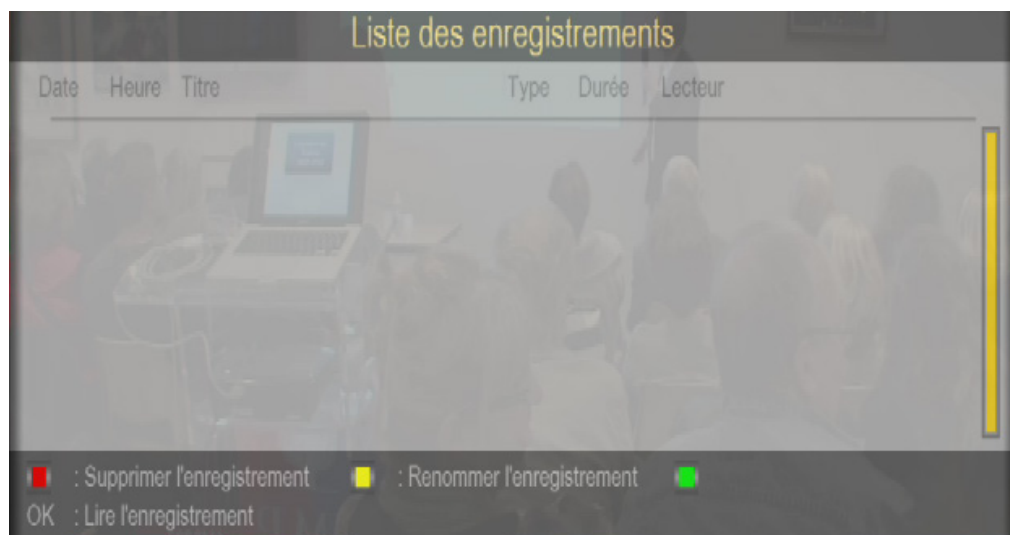 Liste des enregistrements
Date Heure Titre Type Durée Lecteur
: Supprimer l'enregistrement : Renommer l'enregistrement
OK : Lire l'enregistrement